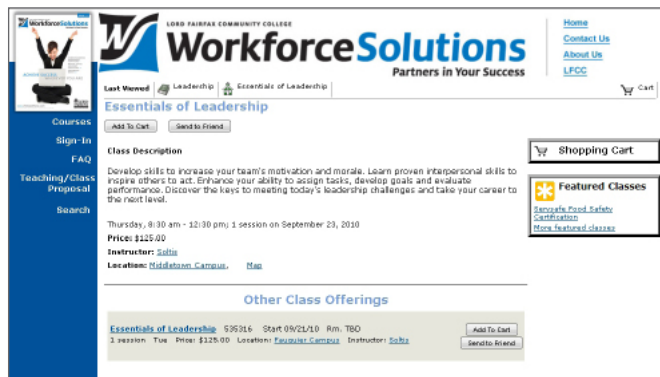 WorkforceSolutions
LORD FAIRFAX COMMUNITY COLLEGE
WorkforceSolutions
Partners in Your Success
Home
Contact Us
About Us
LFCC
Last Viewed Leadership Essentials of Leadership
Cart
Essentials of Leadership
Add To Cart Send to Friend
Courses
Sign-In
FAQ
Teaching/Class
Proposal
Search
Class Description
Develop skills to increase your team's motivation and morale. Learn proven interpersonal skills to
inspire others to act. Enhance your ability to assign tasks, develop goals and evaluate
performance. Discover the keys to meeting today's leadership challenges and take your career to
the next level.
Thursday, 8:30 am - 12:30 pm; 1 session on September 23, 2010
Price: $125.00
Instructor: Soltis
Location: Middletown Campus, Map
Shopping Cart
Featured Classes
Servsafe Food Safety
Certification
More featured classes
Other Class Offerings
Essentials of Leadership 535316 Start 09/21/10 Rm. TBD
1 session Tue Price: $125.00 Location: Fauquier Campus Instructor: Soltis
Add To Cart
Send to Friend